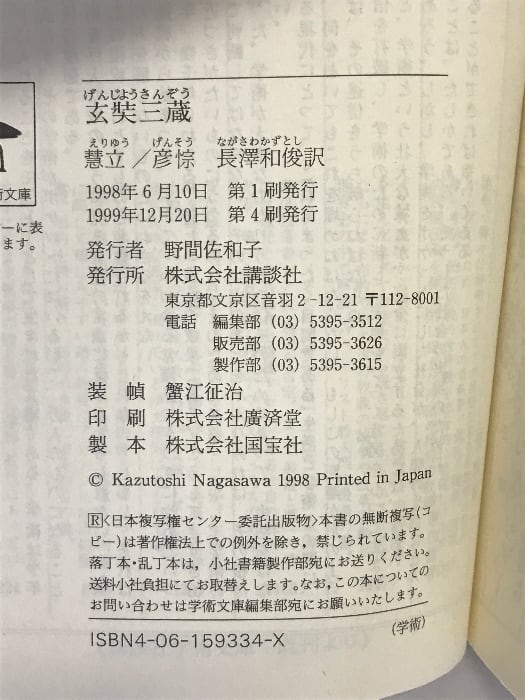 げんじょうさんぞう
玄奘三蔵
えりゆう げんそう ながさわかずとし
慧立／彦悰 長澤和俊訳
1998年6月10日 第1刷発行
1999年12月20日 第4刷発行
発行者 野間佐和子
発行所 株式会社講談社
東京都文京区音羽2-12-21 〒112-8001
電話 編集部 (03) 5395-3512
販売部 (03) 5395-3626
製作部 (03) 5395-3615
装幀 蟹江征治
印刷 株式会社廣済堂
製本 株式会社国宝社
© Kazutoshi Nagasawa 1998 Printed in Japan
R〈日本複写権センター委託出版物〉本書の無断複写(コ
ピー)は著作権法上での例外を除き，禁じられています。
落丁本・乱丁本は，小社書籍製作部宛にお送りください。
送料小社負担にてお取替えします。なお，この本についての
お問い合わせは学術文庫編集部宛にお願いいたします。
ISBN4-06-159334-X
(学術)
術文庫
ーに表
ます。